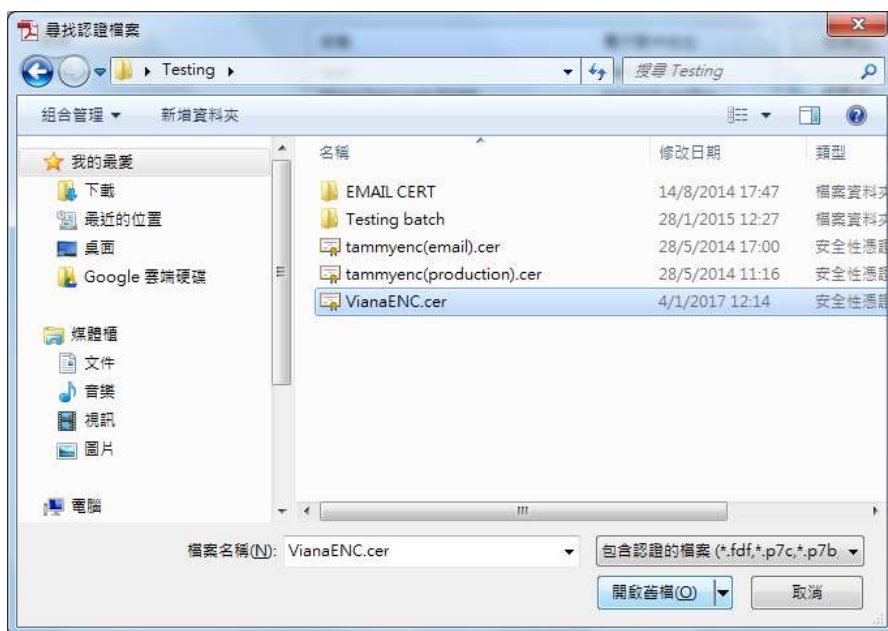 尋找認證檔案
Testing
搜尋 Testing
組合管理
新增資料夾
名稱
修改日期
類型
我的最愛
下載
最近的位置
桌面
Google 雲端硬碟
媒體櫃
文件
音樂
視訊
圖片
電腦
EMAIL CERT 14/8/2014 17:47 檔案資料夾
Testing batch 28/1/2015 12:27 檔案資料夾
tammyenc(email).cer 28/5/2014 17:00 安全性憑證
tammyenc(production).cer 28/5/2014 11:16 安全性憑證
VianaENC.cer 4/1/2017 12:14 安全性憑證
檔案名稱(N): VianaENC.cer
包含認證的檔案 (*.fdf,*.p7c,*.p7b
開啟舊檔(O)
取消